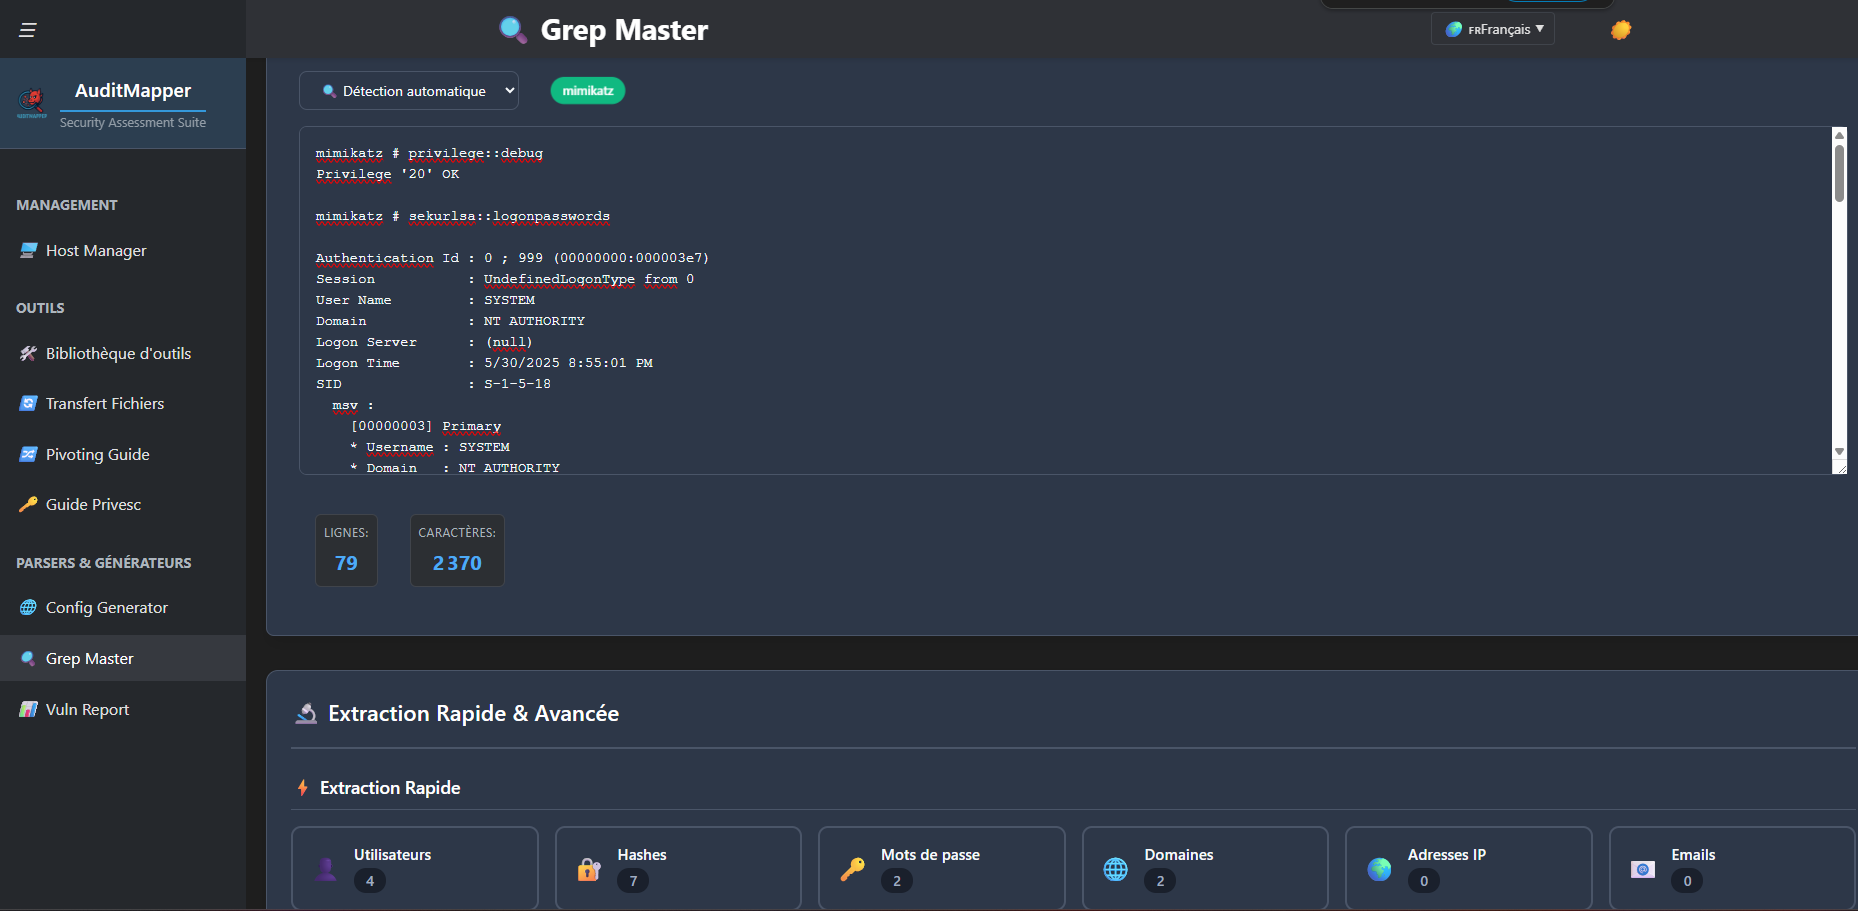 Grep Master
FRFrançais ▼
AuditMapper
Security Assessment Suite
MANAGEMENT
Host Manager
OUTILS
Bibliothèque d'outils
Transfert Fichiers
Pivoting Guide
Guide Privesc
PARSERS & GÉNÉRATEURS
Config Generator
Grep Master
Vuln Report
Détection automatique
mimikatz
mimikatz # privilege::debug
Privilege '20' OK
mimikatz # sekurlsa::logonpasswords
Authentication Id : 0 ; 999 (00000000:000003e7)
Session : UndefinedLogonType from 0
User Name : SYSTEM
Domain : NT AUTHORITY
Logon Server : (null)
Logon Time : 5/30/2025 8:55:01 PM
SID : S-1-5-18
msv :
[00000003] Primary
* Username : SYSTEM
* Domain : NT AUTHORITY
LIGNES:
79
CARACTÈRES:
2 370
Extraction Rapide & Avancée
Extraction Rapide
Utilisateurs
4
Hashes
7
Mots de passe
2
Domaines
2
Adresses IP
0
Emails
0